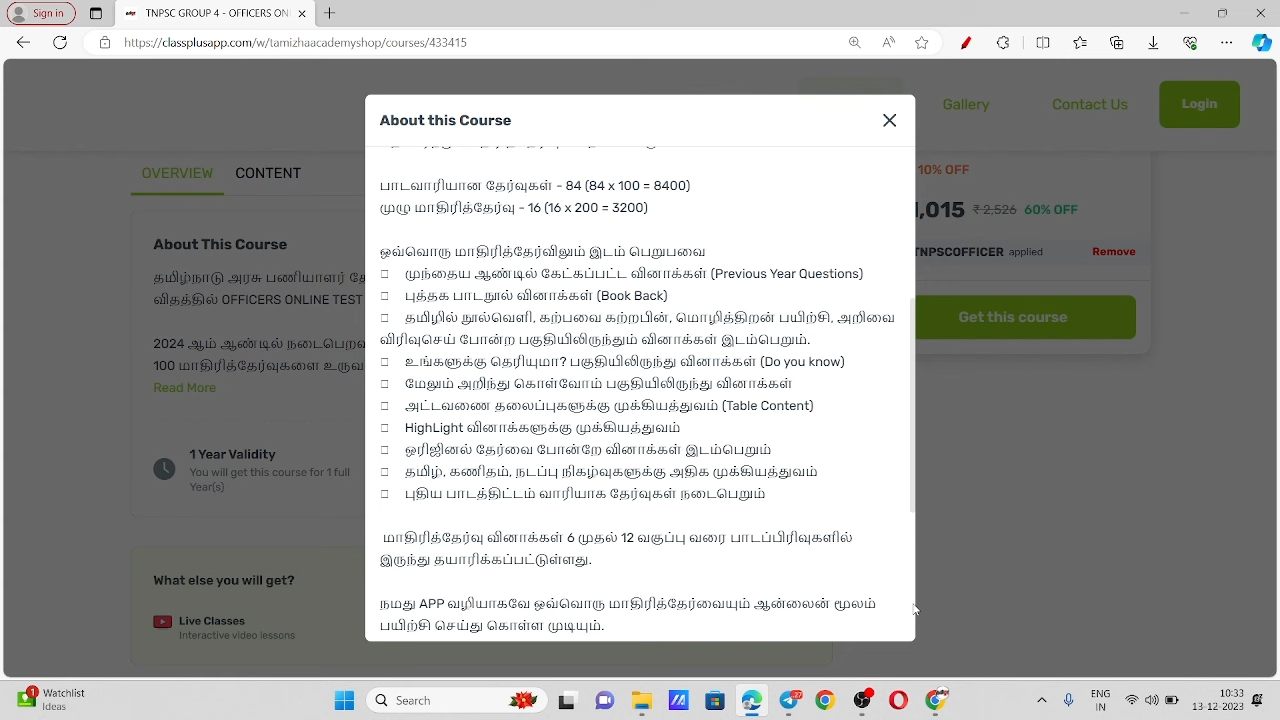 Sign in
TNPSC GROUP 4 - OFFICERS ON
https://classplusapp.com/w/tamizhaacademyshop/courses/433415
Gallery
Contact Us
Login
OVERVIEW
CONTENT
About This Course
தமிழ்நாடு அரசு பணியாளர் தே
விதத்தில் OFFICERS ONLINE TEST
2024 ஆம் ஆண்டில் நடைபெற
100 மாதிரித்தேர்வுகளை உருவ
Read More
1 Year Validity
You will get this course for 1 full
Year(s)
What else you will get?
Live Classes
Interactive video lessons
About this Course
பாடவாரியான தேர்வுகள் - 84 (84 x 100 = 8400)
முழு மாதிரித்தேர்வு - 16 (16 x 200 = 3200)
ஒவ்வொரு மாதிரித்தேர்விலும் இடம் பெறுபவை
முந்தைய ஆண்டில் கேட்கப்பட்ட வினாக்கள் (Previous Year Questions)
புத்தக பாடநூல் வினாக்கள் (Book Back)
தமிழில் நூல்வெளி, கற்பவை கற்றபின், மொழித்திறன் பயிற்சி, அறிவை
விரிவுசெய் போன்ற பகுதியிலிருந்தும் வினாக்கள் இடம்பெறும்.
உங்களுக்கு தெரியுமா? பகுதியிலிருந்து வினாக்கள் (Do you know)
மேலும் அறிந்து கொள்வோம் பகுதியிலிருந்து வினாக்கள்
அட்டவணை தலைப்புகளுக்கு முக்கியத்துவம் (Table Content)
HighLight வினாக்களுக்கு முக்கியத்துவம்
ஒரிஜினல் தேர்வை போன்றே வினாக்கள் இடம்பெறும்
தமிழ், கணிதம், நடப்பு நிகழ்வுகளுக்கு அதிக முக்கியத்துவம்
புதிய பாடத்திட்டம் வாரியாக தேர்வுகள் நடைபெறும்
மாதிரித்தேர்வு வினாக்கள் 6 முதல் 12 வகுப்பு வரை பாடப்பிரிவுகளில்
இருந்து தயாரிக்கப்பட்டுள்ளது.
நமது APP வழியாகவே ஒவ்வொரு மாதிரித்தேர்வையும் ஆன்லைன் மூலம்
பயிற்சி செய்து கொள்ள முடியும்.
10% OFF
1,015 ₹ 2,526 60% OFF
TNPSCOFFICER applied Remove
Get this course
Watchlist
Ideas
Search
27
ENG
IN
10:33
13-12-2023